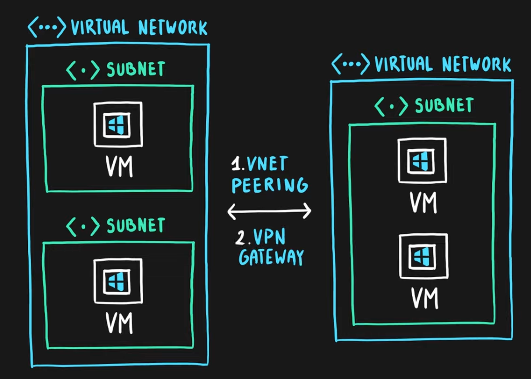 <···> VIRTUAL NETWORK
<·> SUBNET
VM
<·> SUBNET
VM
1. VNET
PEERING
2. VPN
GATEWAY
<···> VIRTUAL NETWORK
<·> SUBNET
VM
VM